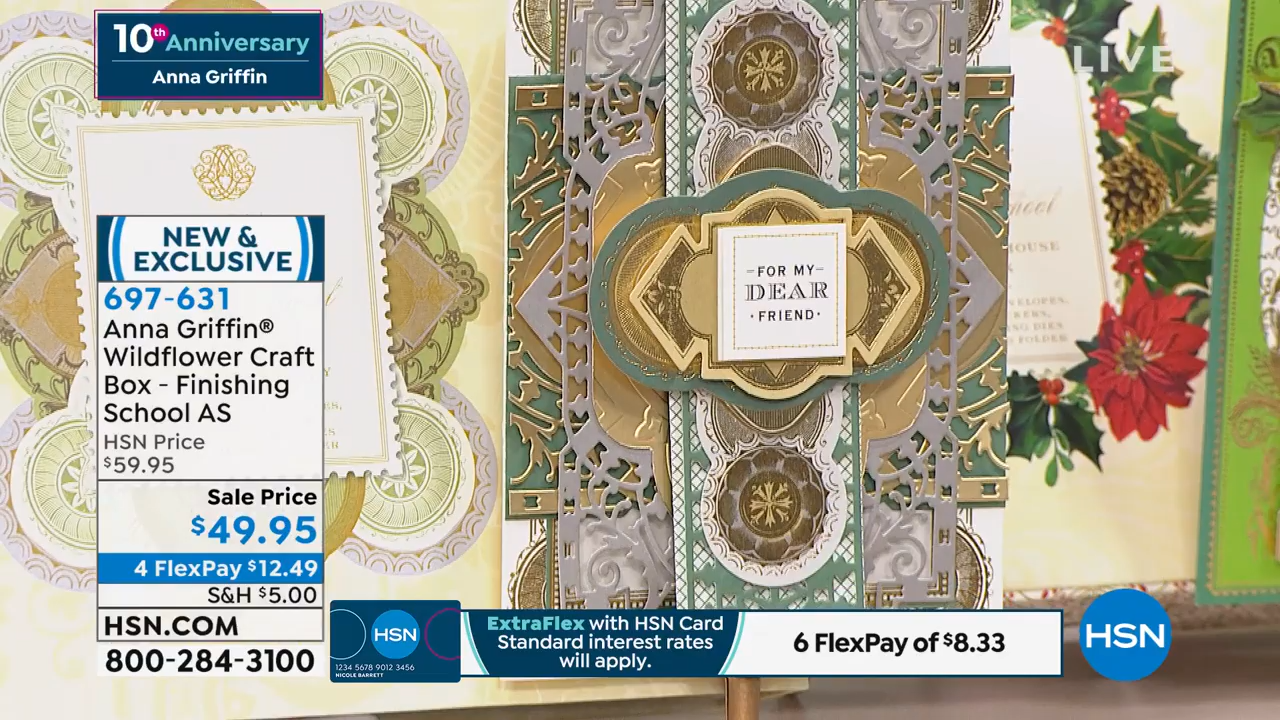 10th Anniversary
Anna Griffin
LIVE
NEW &
EXCLUSIVE
697-631
Anna Griffin®
Wildflower Craft
Box - Finishing
School AS
HSN Price
$59.95
Sale Price
$49.95
4 FlexPay $12.49
S&H $5.00
HSN.COM
800-284-3100
-FOR MY-
DEAR
·FRIEND·
HOUSE
HSN
1234 5678 9012 3456
NICOLE BARRETT
ExtraFlex with HSN Card
Standard interest rates
will apply.
6 FlexPay of $8.33
HSN